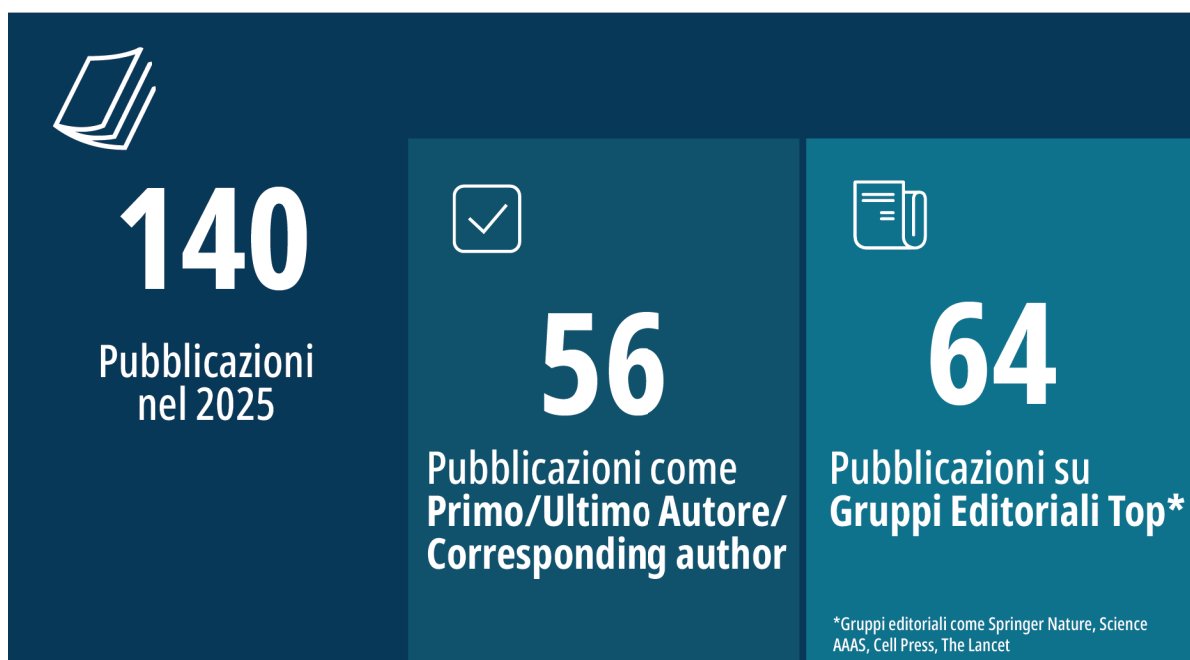 140
Pubblicazioni
nel 2025
56
Pubblicazioni come
Primo/Ultimo Autore/
Corresponding author
64
Pubblicazioni su
Gruppi Editoriali Top*
*Gruppi editoriali come Springer Nature, Science
AAAS, Cell Press, The Lancet